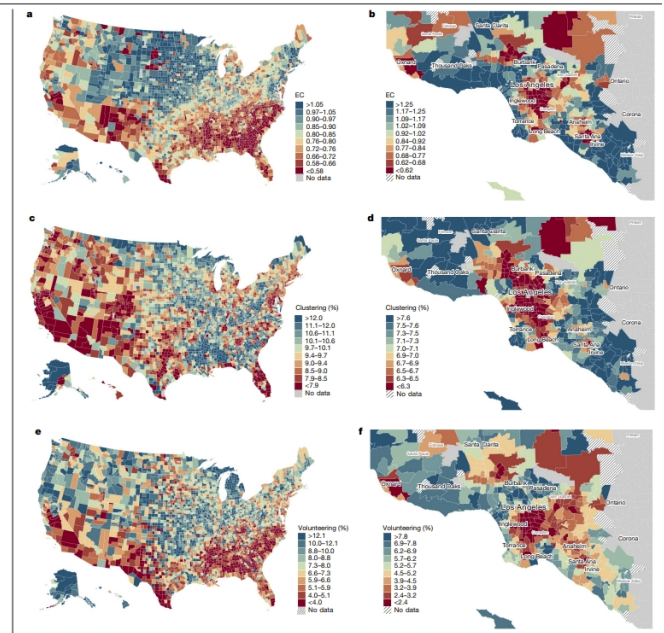 a
EC
>1.05
0.97–1.05
0.90–0.97
0.85–0.90
0.80–0.85
0.76–0.80
0.72–0.76
0.66–0.72
0.58–0.66
<0.58
No data
b
Santa Clarita
Oxnard
Thousand Oaks
Burbank
Pasadena
Los Angeles
Ontario
Inglewood
Corona
Torrance
Anaheim
Long Beach
Santa Ana
Irvine
EC
>1.25
1.17–1.25
1.09–1.17
1.02–1.09
0.92–1.02
0.84–0.92
0.77–0.84
0.68–0.77
0.62–0.68
<0.62
No data
c
Clustering (%)
>12.0
11.1–12.0
10.6–11.1
10.1–10.6
9.7–10.1
9.4–9.7
9.0–9.4
8.5–9.0
7.9–8.5
<7.9
No data
d
Santa Clarita
Oxnard
Thousand Oaks
Burbank
Pasadena
Los Angeles
Ontario
Inglewood
Corona
Torrance
Anaheim
Long Beach
Santa Ana
Irvine
Clustering (%)
>7.6
7.5–7.6
7.3–7.5
7.1–7.3
7.0–7.1
6.9–7.0
6.7–6.9
6.5–6.7
6.3–6.5
<6.3
No data
e
Volunteering (%)
>12.1
10.0–12.1
8.8–10.0
8.0–8.8
7.3–8.0
6.6–7.3
5.9–6.6
5.1–5.9
4.0–5.1
<4.0
No data
f
Santa Clarita
Oxnard
Thousand Oaks
Burbank
Pasadena
Los Angeles
Ontario
Inglewood
Corona
Torrance
Anaheim
Long Beach
Santa Ana
Irvine
Volunteering (%)
>7.8
6.9–7.8
6.2–6.9
5.7–6.2
5.2–5.7
4.5–5.2
3.9–4.5
3.2–3.9
2.4–3.2
<2.4
No data